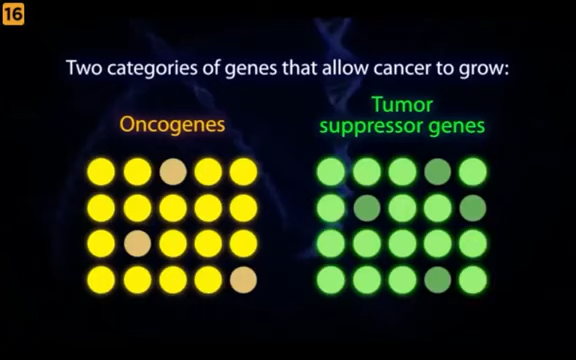 16
Two categories of genes that allow cancer to grow:
Oncogenes
Tumor
suppressor genes